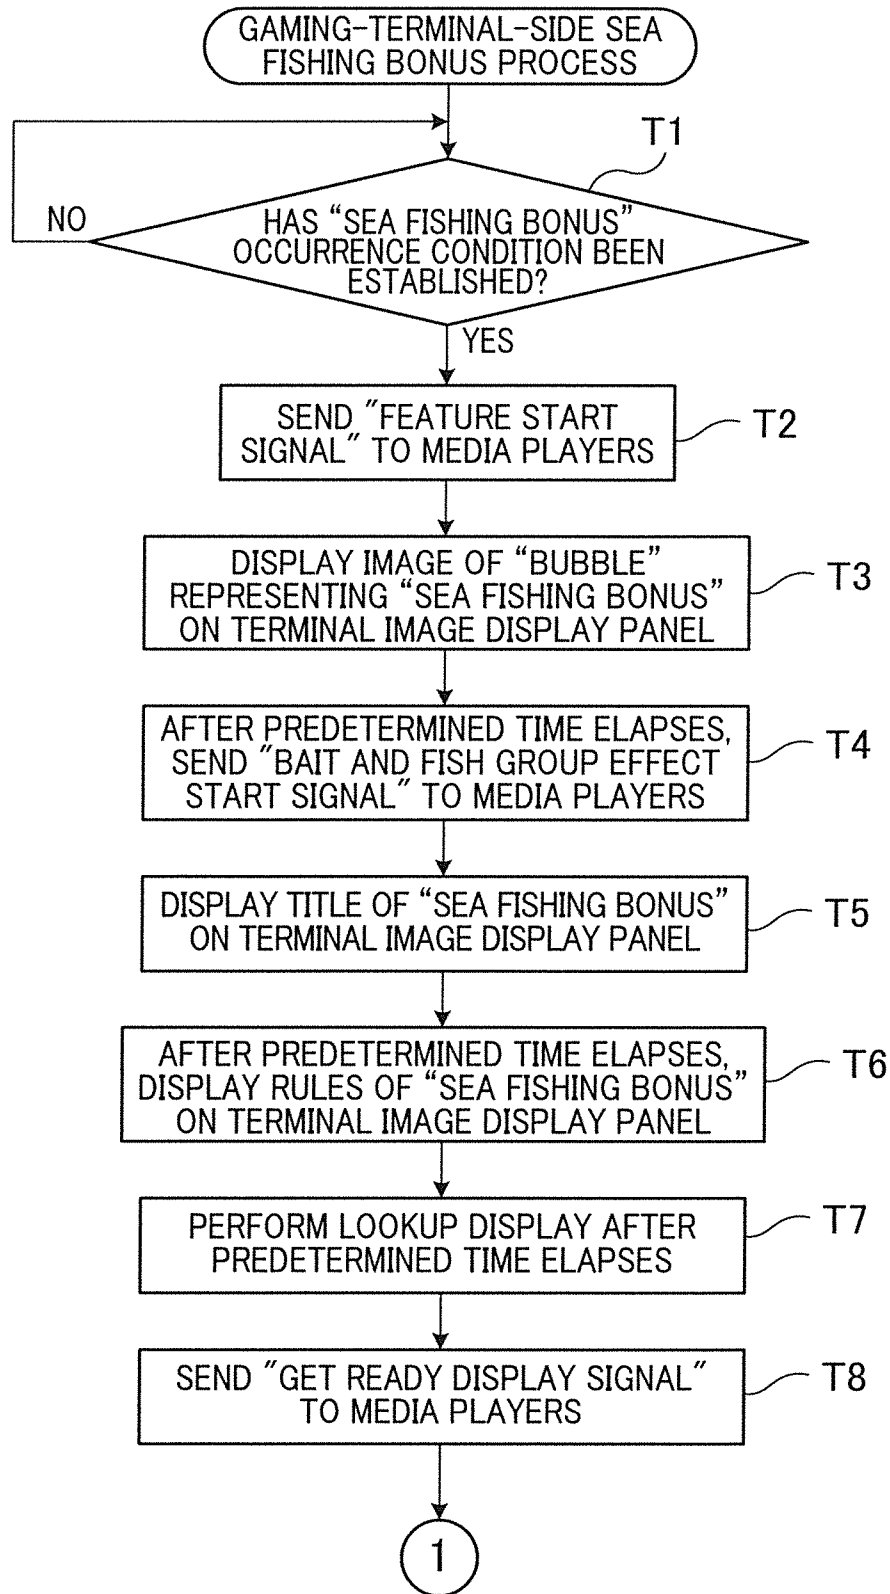 GAMING-TERMINAL-SIDE SEA
FISHING BONUS PROCESS
T1
NO
HAS “SEA FISHING BONUS”
OCCURRENCE CONDITION BEEN
ESTABLISHED?
YES
SEND "FEATURE START
SIGNAL" TO MEDIA PLAYERS
T2
DISPLAY IMAGE OF “BUBBLE”
REPRESENTING “SEA FISHING BONUS”
ON TERMINAL IMAGE DISPLAY PANEL
T3
AFTER PREDETERMINED TIME ELAPSES,
SEND "BAIT AND FISH GROUP EFFECT
START SIGNAL" TO MEDIA PLAYERS
T4
DISPLAY TITLE OF “SEA FISHING BONUS”
ON TERMINAL IMAGE DISPLAY PANEL
T5
AFTER PREDETERMINED TIME ELAPSES,
DISPLAY RULES OF “SEA FISHING BONUS”
ON TERMINAL IMAGE DISPLAY PANEL
T6
PERFORM LOOKUP DISPLAY AFTER
PREDETERMINED TIME ELAPSES
T7
SEND "GET READY DISPLAY SIGNAL"
TO MEDIA PLAYERS
T8
1